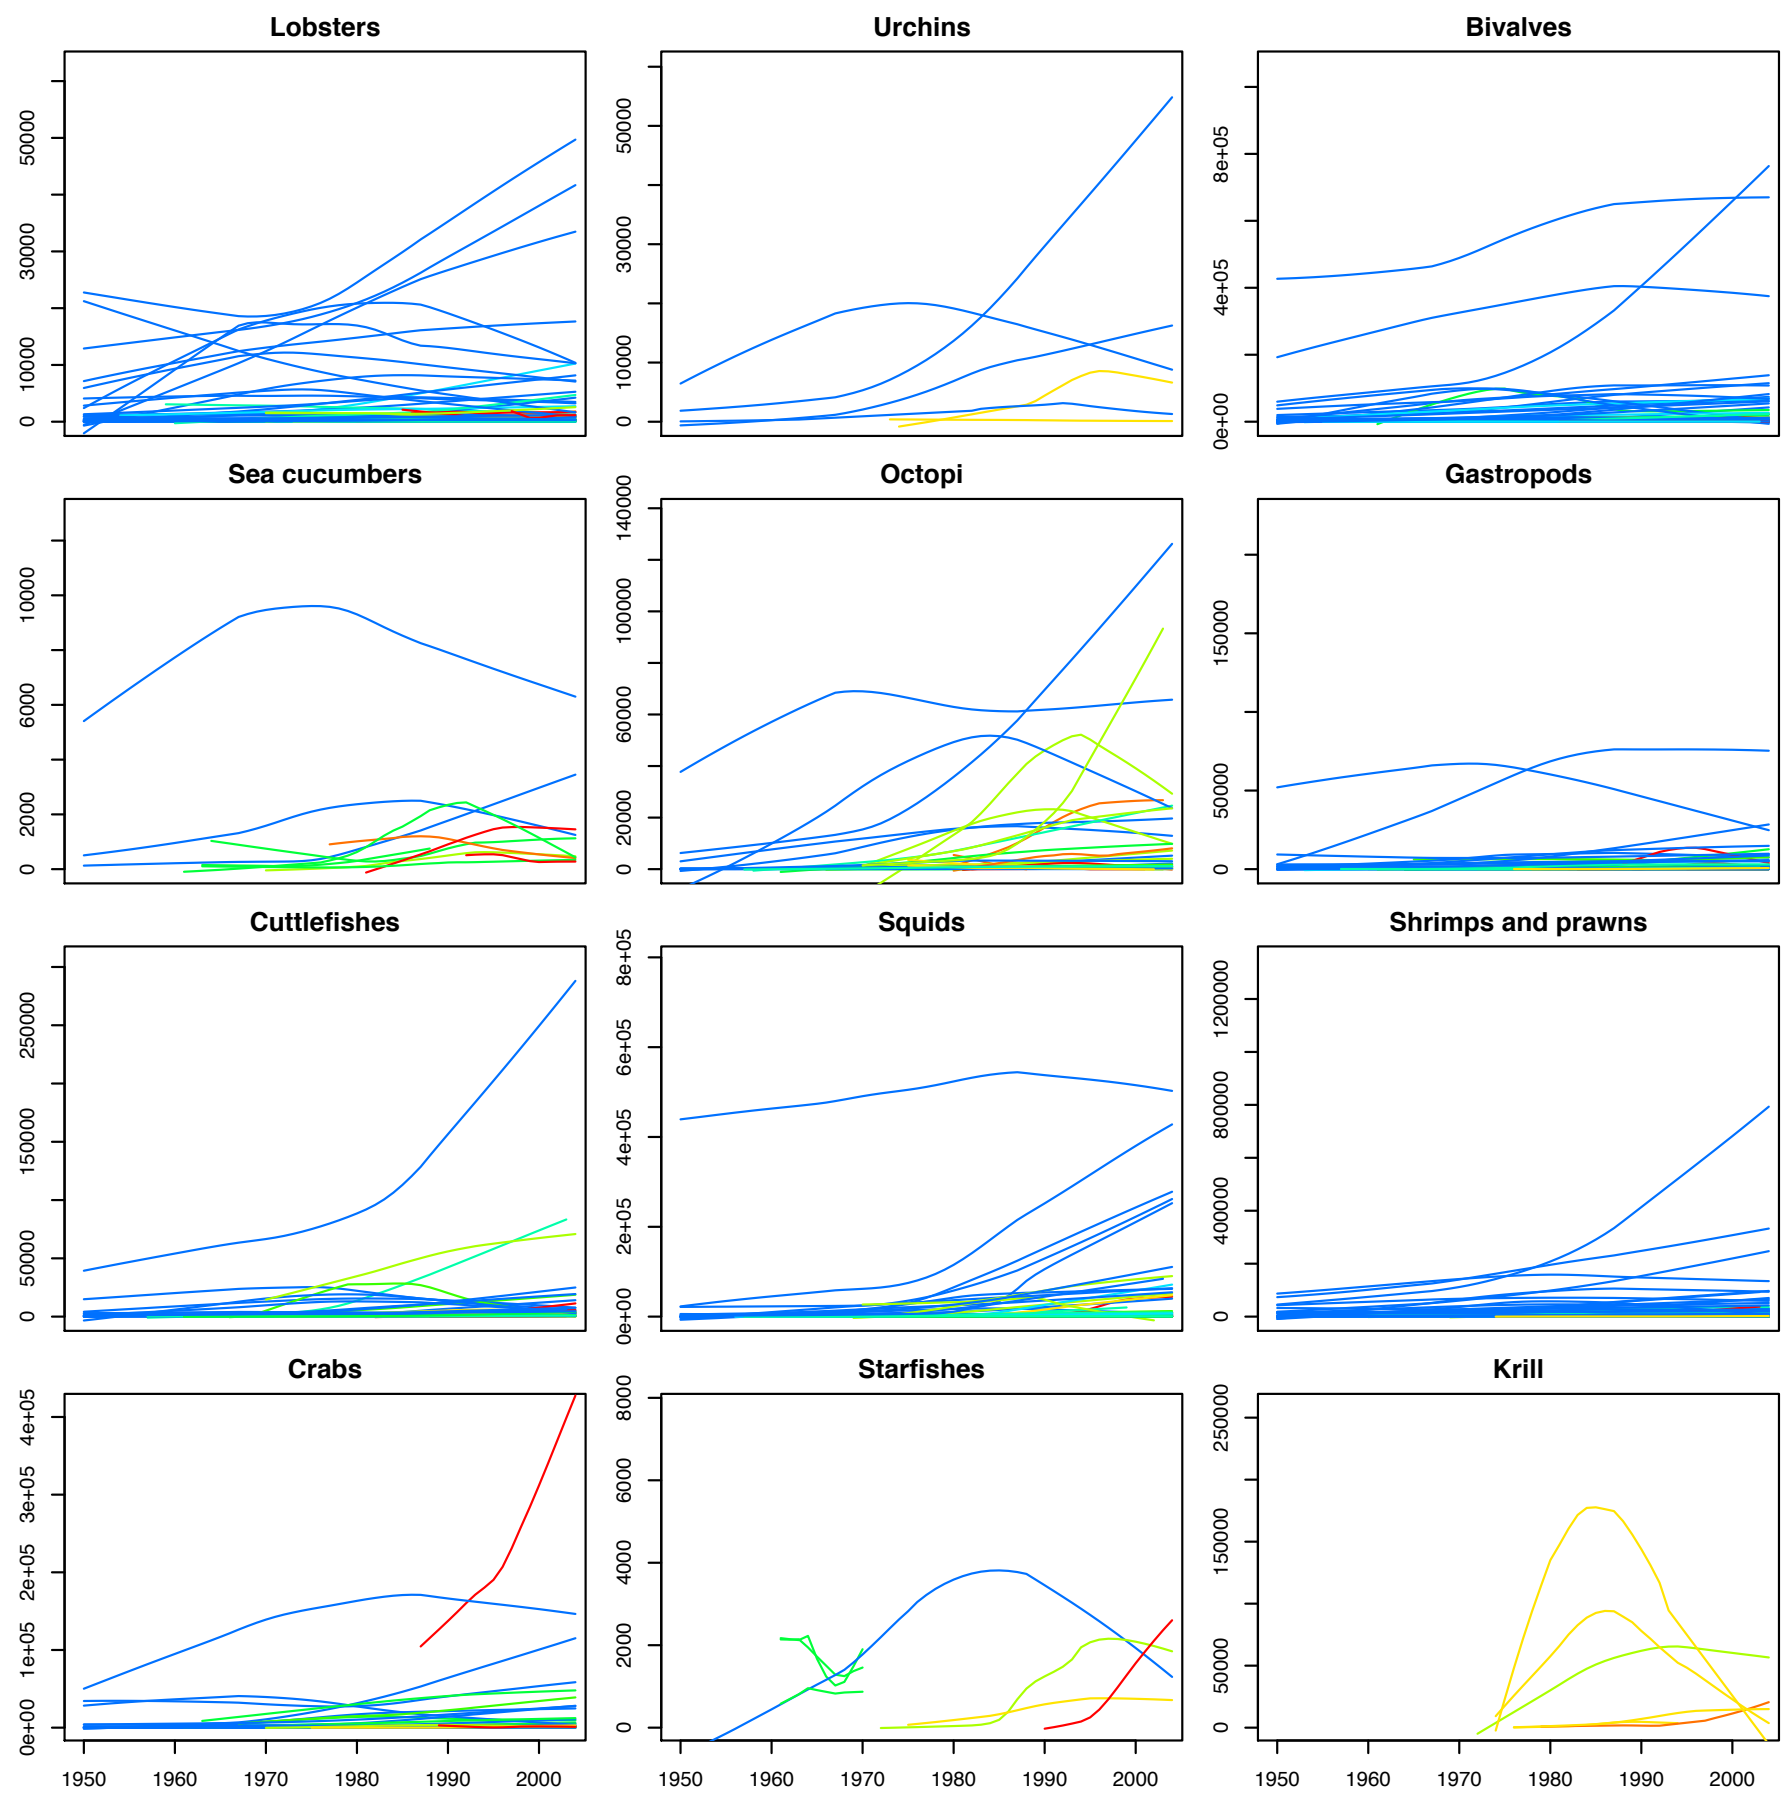 Lobsters Urchins Bivalves
0 10000 30000 50000
0 10000 30000 50000
0e+00 4e+05 8e+05
Sea cucumbers Octopi Gastropods
0 2000 6000 10000
0 20000 60000 100000 140000
0 50000 150000
Cuttlefishes Squids Shrimps and prawns
0 50000 150000 250000
0e+00 2e+05 4e+05 6e+05 8e+05
0 400000 800000 1200000
Crabs Starfishes Krill
0e+00 1e+05 2e+05 3e+05 4e+05
0 2000 4000 6000 8000
0 50000 150000 250000
1950 1960 1970 1980 1990 2000
1950 1960 1970 1980 1990 2000
1950 1960 1970 1980 1990 2000